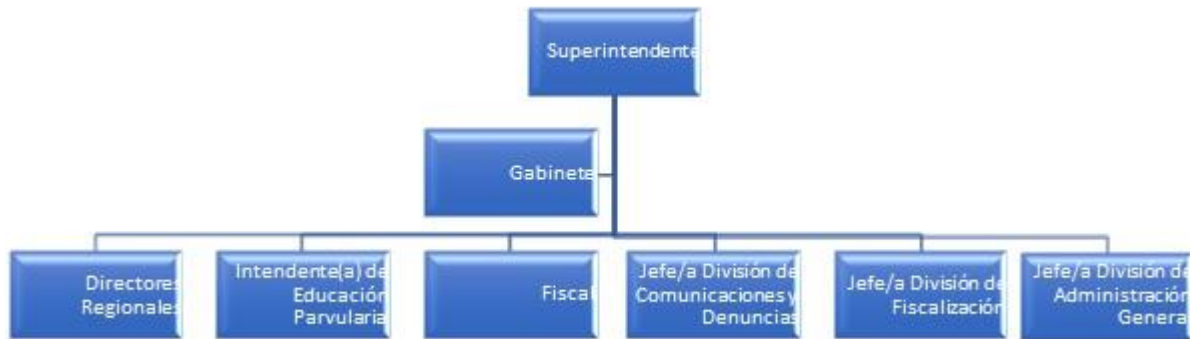 Superintendente
Gabinete
Directores
Regionales
Intendente(a) de
Educación
Parvularia
Fiscal
Jefe/a División de
Comunicaciones y
Denuncias
Jefe/a División de
Fiscalización
Jefe/a División de
Administración
General